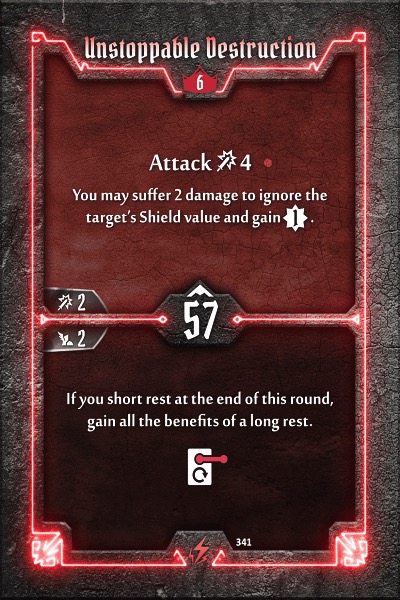 Unstoppable Destruction
6
Attack 4
You may suffer 2 damage to ignore the
target's Shield value and gain 1.
2
57
2
If you short rest at the end of this round,
gain all the benefits of a long rest.
341